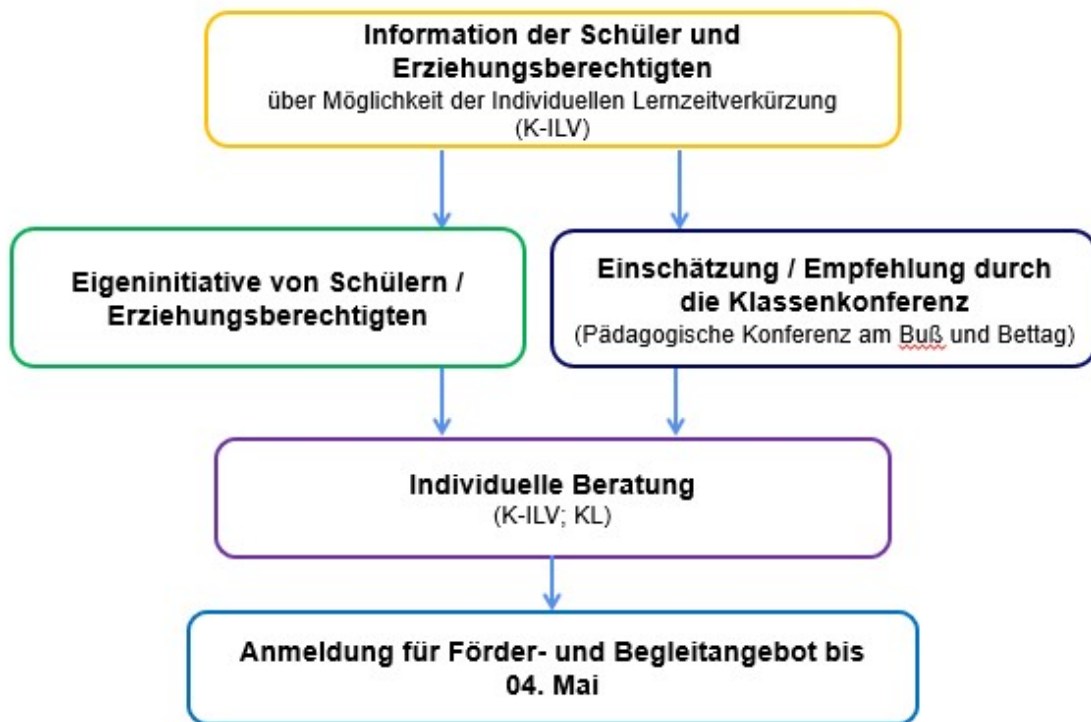 Information der Schüler und
Erziehungsberechtigten
über Möglichkeit der Individuellen Lernzeitverkürzung
(K-ILV)
Eigeninitiative von Schülern /
Erziehungsberechtigten
Einschätzung / Empfehlung durch
die Klassenkonferenz
(Pädagogische Konferenz am Buß und Bettag)
Individuelle Beratung
(K-ILV; KL)
Anmeldung für Förder- und Begleitangebot bis
04. Mai